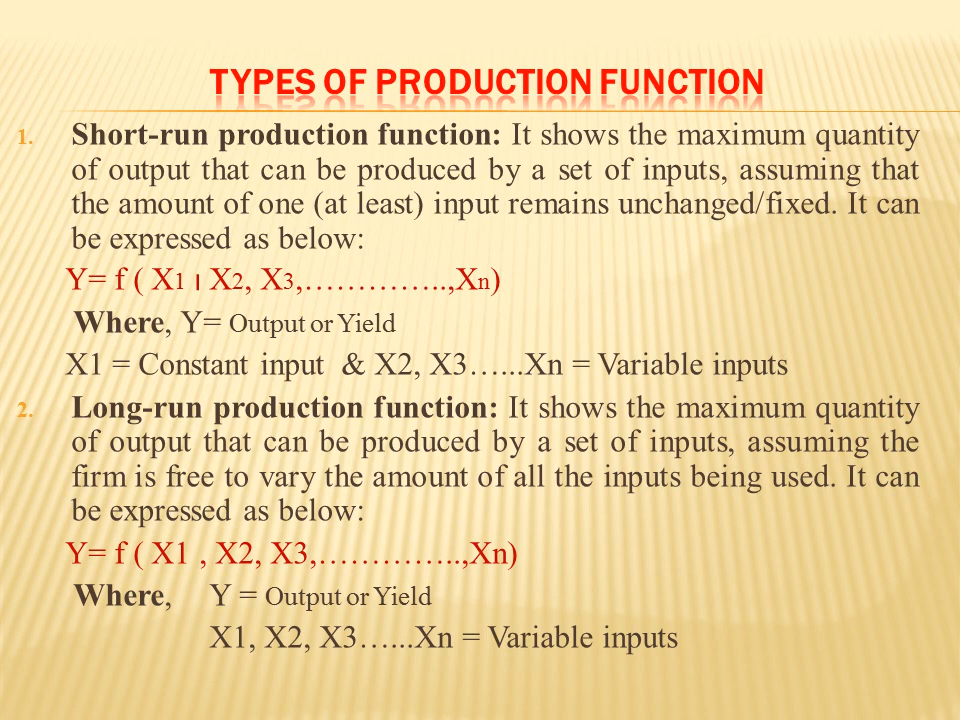 TYPES OF PRODUCTION FUNCTION
1. Short-run production function: It shows the maximum quantity
of output that can be produced by a set of inputs, assuming that
the amount of one (at least) input remains unchanged/fixed. It can
be expressed as below:
Y= f ( X1 ı X2, X3,…………..,Xn)
Where, Y= Output or Yield
X1 = Constant input & X2, X3…...Xn = Variable inputs
2. Long-run production function: It shows the maximum quantity
of output that can be produced by a set of inputs, assuming the
firm is free to vary the amount of all the inputs being used. It can
be expressed as below:
Y= f ( X1 , X2, X3,…………..,Xn)
Where, Y = Output or Yield
X1, X2, X3…...Xn = Variable inputs